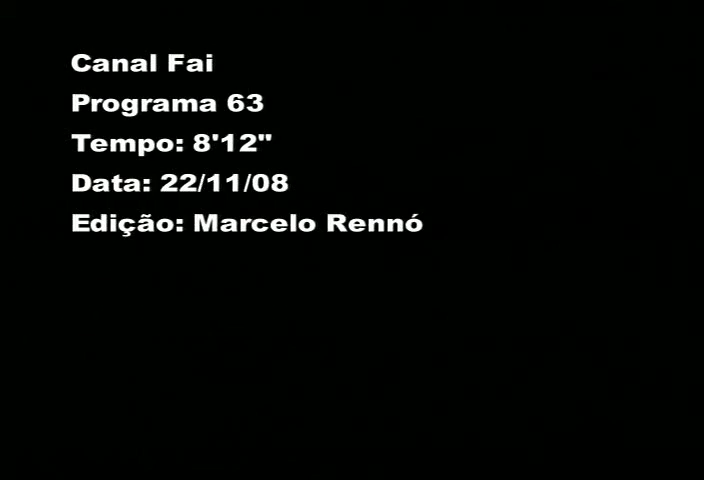 Canal Fai
Programa 63
Tempo: 8'12"
Data: 22/11/08
Edição: Marcelo Rennó